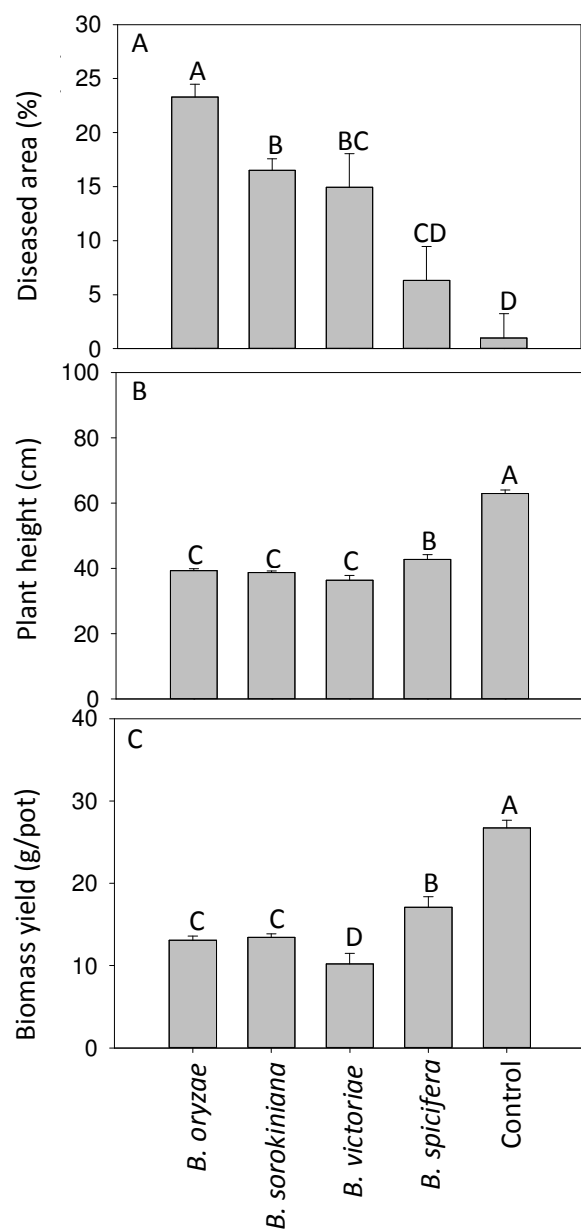 30
A
A
25
20
B
BC
15
10
CD
5
D
0
Diseased area (%)
100
B
80
A
60
C
C
C
B
40
20
0
Plant height (cm)
40
C
30
A
20
C
C
D
B
10
0
Biomass yield (g/pot)
B. oryzae
B. sorokiniana
B. victoriae
B. spicifera
Control